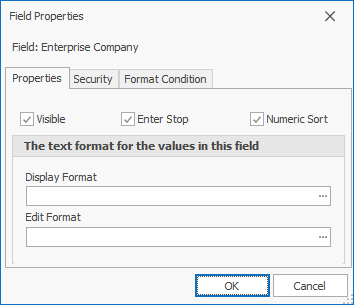 Field Properties
Field: Enterprise Company
Properties Security Format Condition
Visible Enter Stop Numeric Sort
The text format for the values in this field
Display Format
...
Edit Format
...
OK Cancel